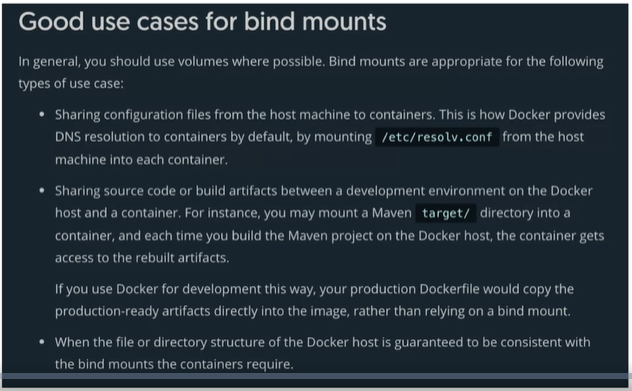 Good use cases for bind mounts
In general, you should use volumes where possible. Bind mounts are appropriate for the following
types of use case:
• Sharing configuration files from the host machine to containers. This is how Docker provides
DNS resolution to containers by default, by mounting /etc/resolv.conf from the host
machine into each container.
• Sharing source code or build artifacts between a development environment on the Docker
host and a container. For instance, you may mount a Maven target/ directory into a
container, and each time you build the Maven project on the Docker host, the container gets
access to the rebuilt artifacts.
If you use Docker for development this way, your production Dockerfile would copy the
production-ready artifacts directly into the image, rather than relying on a bind mount.
• When the file or directory structure of the Docker host is guaranteed to be consistent with
the bind mounts the containers require.